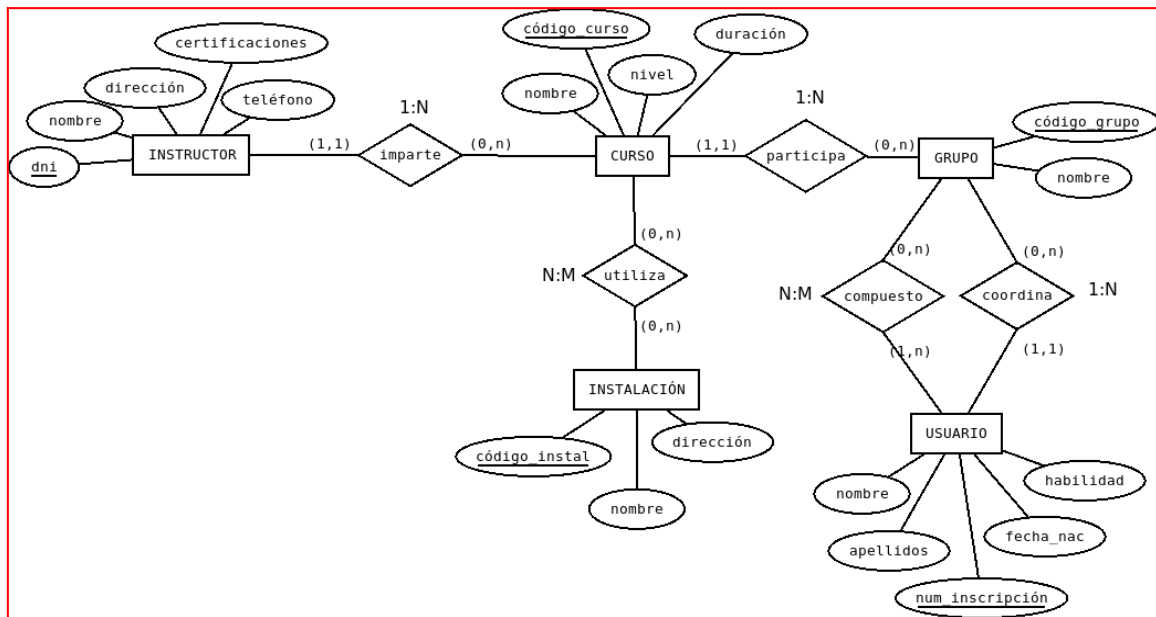 código_curso
duración
certificaciones
nivel
dirección
nombre
teléfono
1:N
1:N
nombre
código_grupo
dni
INSTRUCTOR
(1,1)
imparte
(0,n)
CURSO
(1,1)
participa
(0,n)
GRUPO
nombre
(0,n)
(0,n)
(0,n)
N:M
utiliza
N:M
compuesto
coordina
1:N
(0,n)
(1,n)
(1,1)
INSTALACIÓN
código_instal
dirección
nombre
USUARIO
nombre
habilidad
apellidos
fecha_nac
num_inscripción